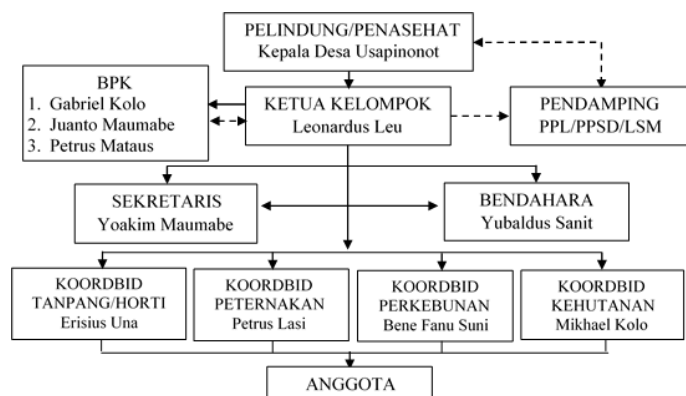 PELINDUNG/PENASEHAT
Kepala Desa Usapinonot
BPK
1. Gabriel Kolo
2. Juanto Maumabe
3. Petrus Mataus
KETUA KELOMPOK
Leonardus Leu
PENDAMPING
PPL/PPSD/LSM
SEKRETARIS
Yoakim Maumabe
BENDAHARA
Yubaldus Sanit
KOORDBID
TANPANG/HORTI
Erisius Una
KOORDBID
PETERNAKAN
Petrus Lasi
KOORDBID
PERKEBUNAN
Bene Fanu Suni
KOORDBID
KEHUTANAN
Mikhael Kolo
ANGGOTA